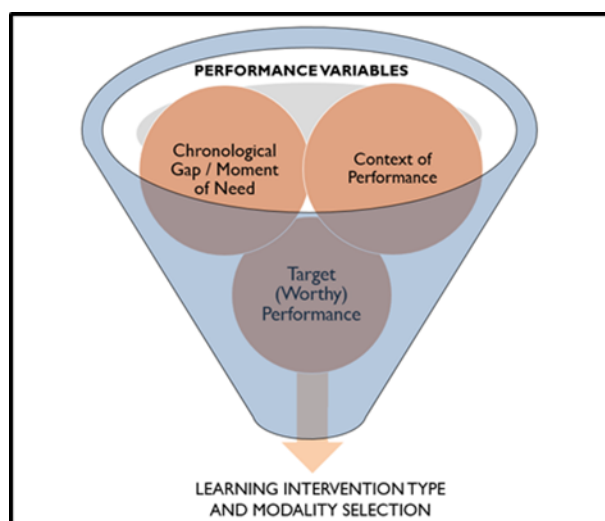 PERFORMANCE VARIABLES
Chronological
Gap / Moment
of Need
Context of
Performance
Target
(Worthy)
Performance
LEARNING INTERVENTION TYPE
AND MODALITY SELECTION